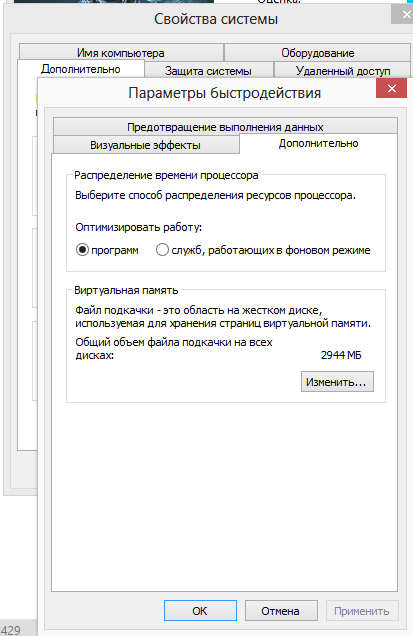 Оценка:
Свойства системы
Имя компьютера
Оборудование
Дополнительно
Защита системы
Удаленный доступ
Параметры быстродействия
Предотвращение выполнения данных
Визуальные эффекты
Дополнительно
Распределение времени процессора
Выберите способ распределения ресурсов процессора.
Оптимизировать работу:
программ
служб, работающих в фоновом режиме
Виртуальная память
Файл подкачки - это область на жестком диске,
используемая для хранения страниц виртуальной памяти.
Общий объем файла подкачки на всех
дисках: 2944 МБ
Изменить...
OK
Отмена
Применить
429